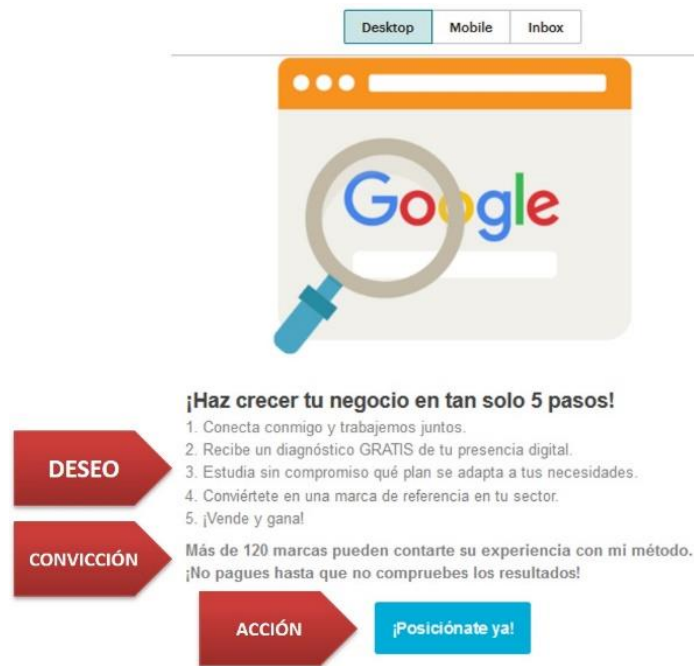 Desktop Mobile Inbox
Google
¡Haz crecer tu negocio en tan solo 5 pasos!
1. Conecta conmigo y trabajemos juntos.
2. Recibe un diagnóstico GRATIS de tu presencia digital.
DESEO
3. Estudia sin compromiso qué plan se adapta a tus necesidades.
4. Conviértete en una marca de referencia en tu sector.
5. ¡Vende y gana!
CONVICCIÓN
Más de 120 marcas pueden contarte su experiencia con mi método.
¡No pagues hasta que no compruebes los resultados!
ACCIÓN
¡Posiciónate ya!